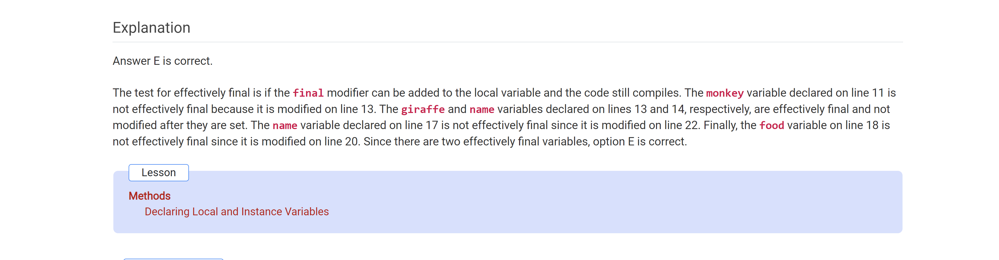 Explanation
Answer E is correct.
The test for effectively final is if the final modifier can be added to the local variable and the code still compiles. The monkey variable declared on line 11 is
not effectively final because it is modified on line 13. The giraffe and name variables declared on lines 13 and 14, respectively, are effectively final and not
modified after they are set. The name variable declared on line 17 is not effectively final since it is modified on line 22. Finally, the food variable on line 18 is
not effectively final since it is modified on line 20. Since there are two effectively final variables, option E is correct.
Lesson
Methods
Declaring Local and Instance Variables